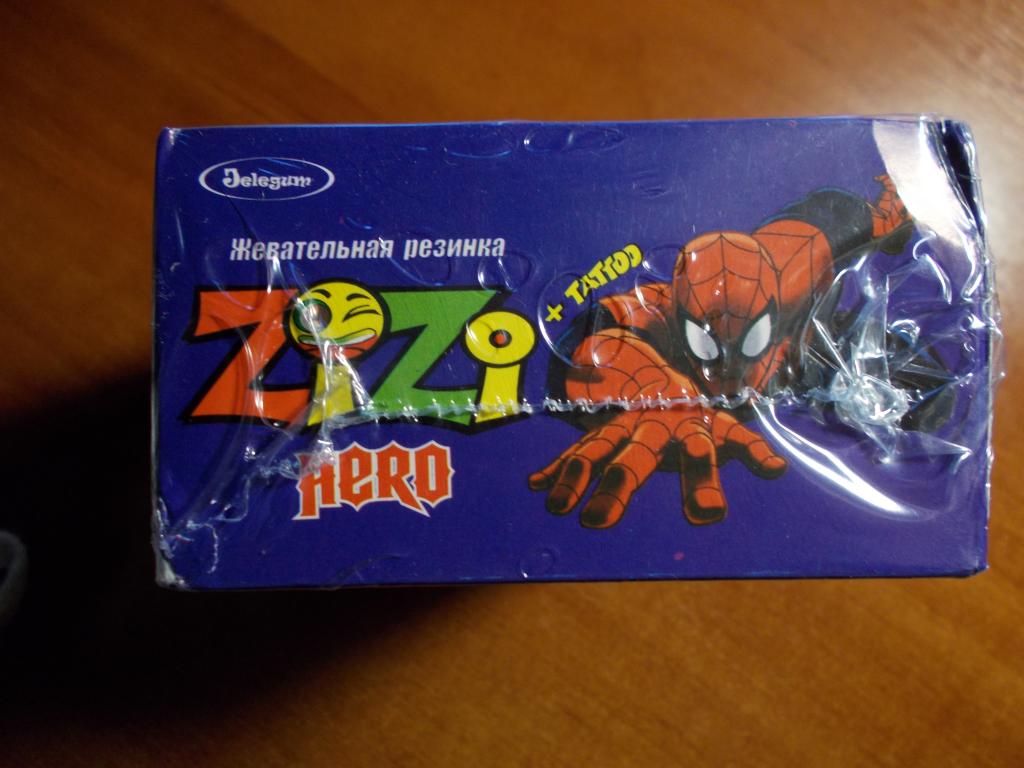 Jelegum
Жевательная резинка
ZiZi
+ TATTOO
HERO